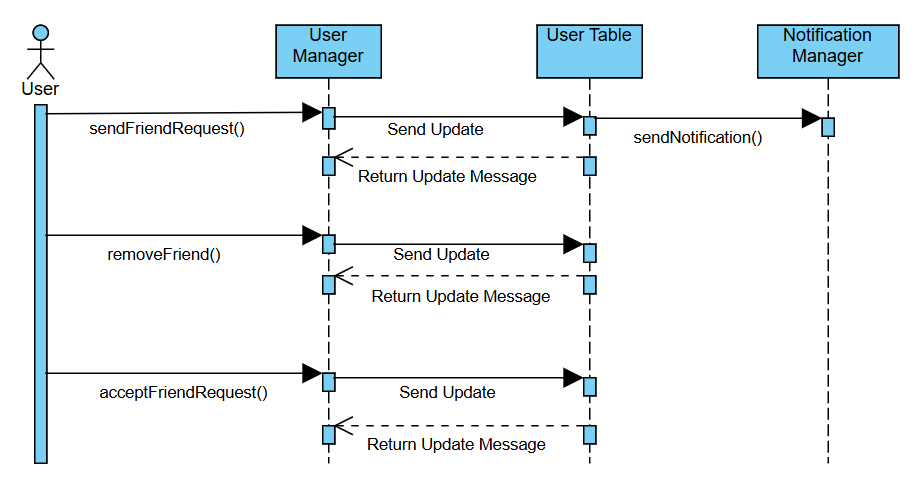 User
Manager
User Table
Notification
Manager
User
sendFriendRequest()
Send Update
sendNotification()
Return Update Message
removeFriend()
Send Update
Return Update Message
acceptFriendRequest()
Send Update
Return Update Message